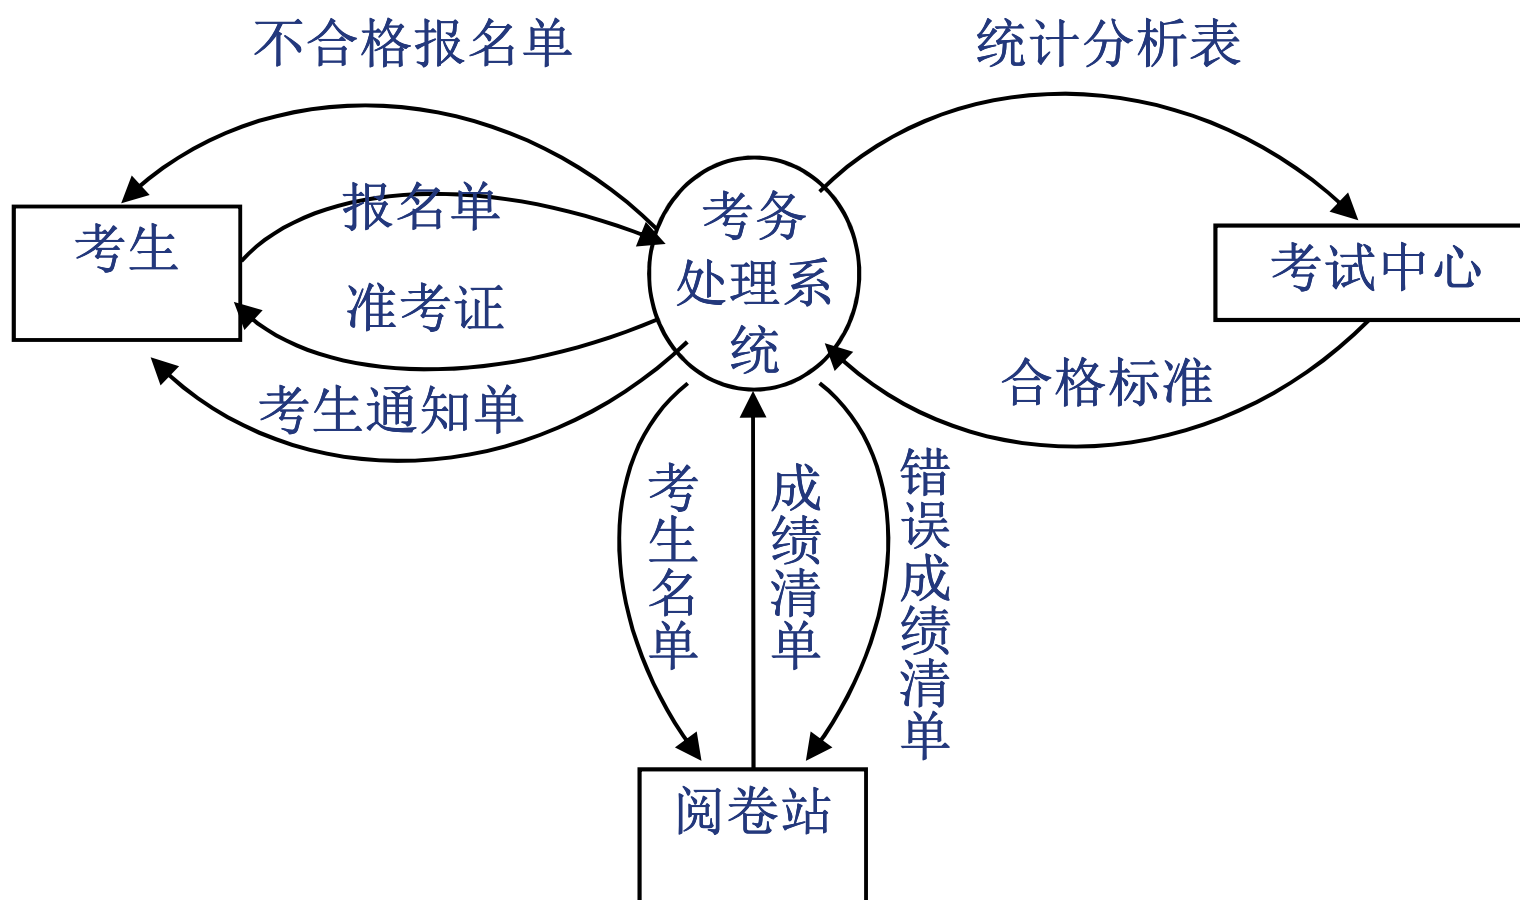 不合格报名单
统计分析表
报名单
考务
处理系
统
考生
考试中心
准考证
合格标准
考生通知单
考生名单
成绩清单
错误成绩清单
阅卷站